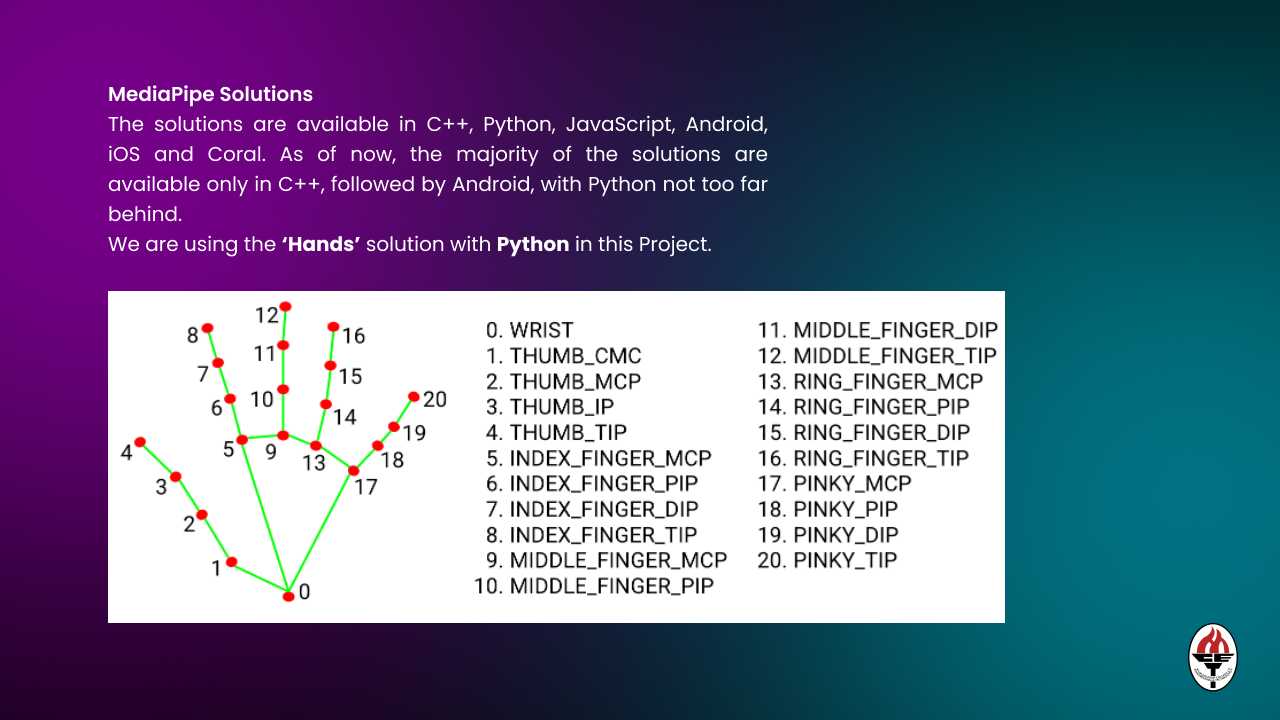 MediaPipe Solutions
The solutions are available in C++, Python, JavaScript, Android,
iOS and Coral. As of now, the majority of the solutions are
available only in C++, followed by Android, with Python not too far
behind.
We are using the ‘Hands’ solution with Python in this Project.
12
8
16
11
7
15
10
6
14
20
19
4
5
9
13
18
3
17
2
1
0
0. WRIST
1. THUMB_CMC
2. THUMB_MCP
3. THUMB_IP
4. THUMB_TIP
5. INDEX_FINGER_MCP
6. INDEX_FINGER_PIP
7. INDEX_FINGER_DIP
8. INDEX_FINGER_TIP
9. MIDDLE_FINGER_MCP
10. MIDDLE_FINGER_PIP
11. MIDDLE_FINGER_DIP
12. MIDDLE_FINGER_TIP
13. RING_FINGER_MCP
14. RING_FINGER_PIP
15. RING_FINGER_DIP
16. RING_FINGER_TIP
17. PINKY_MCP
18. PINKY_PIP
19. PINKY_DIP
20. PINKY_TIP
CE